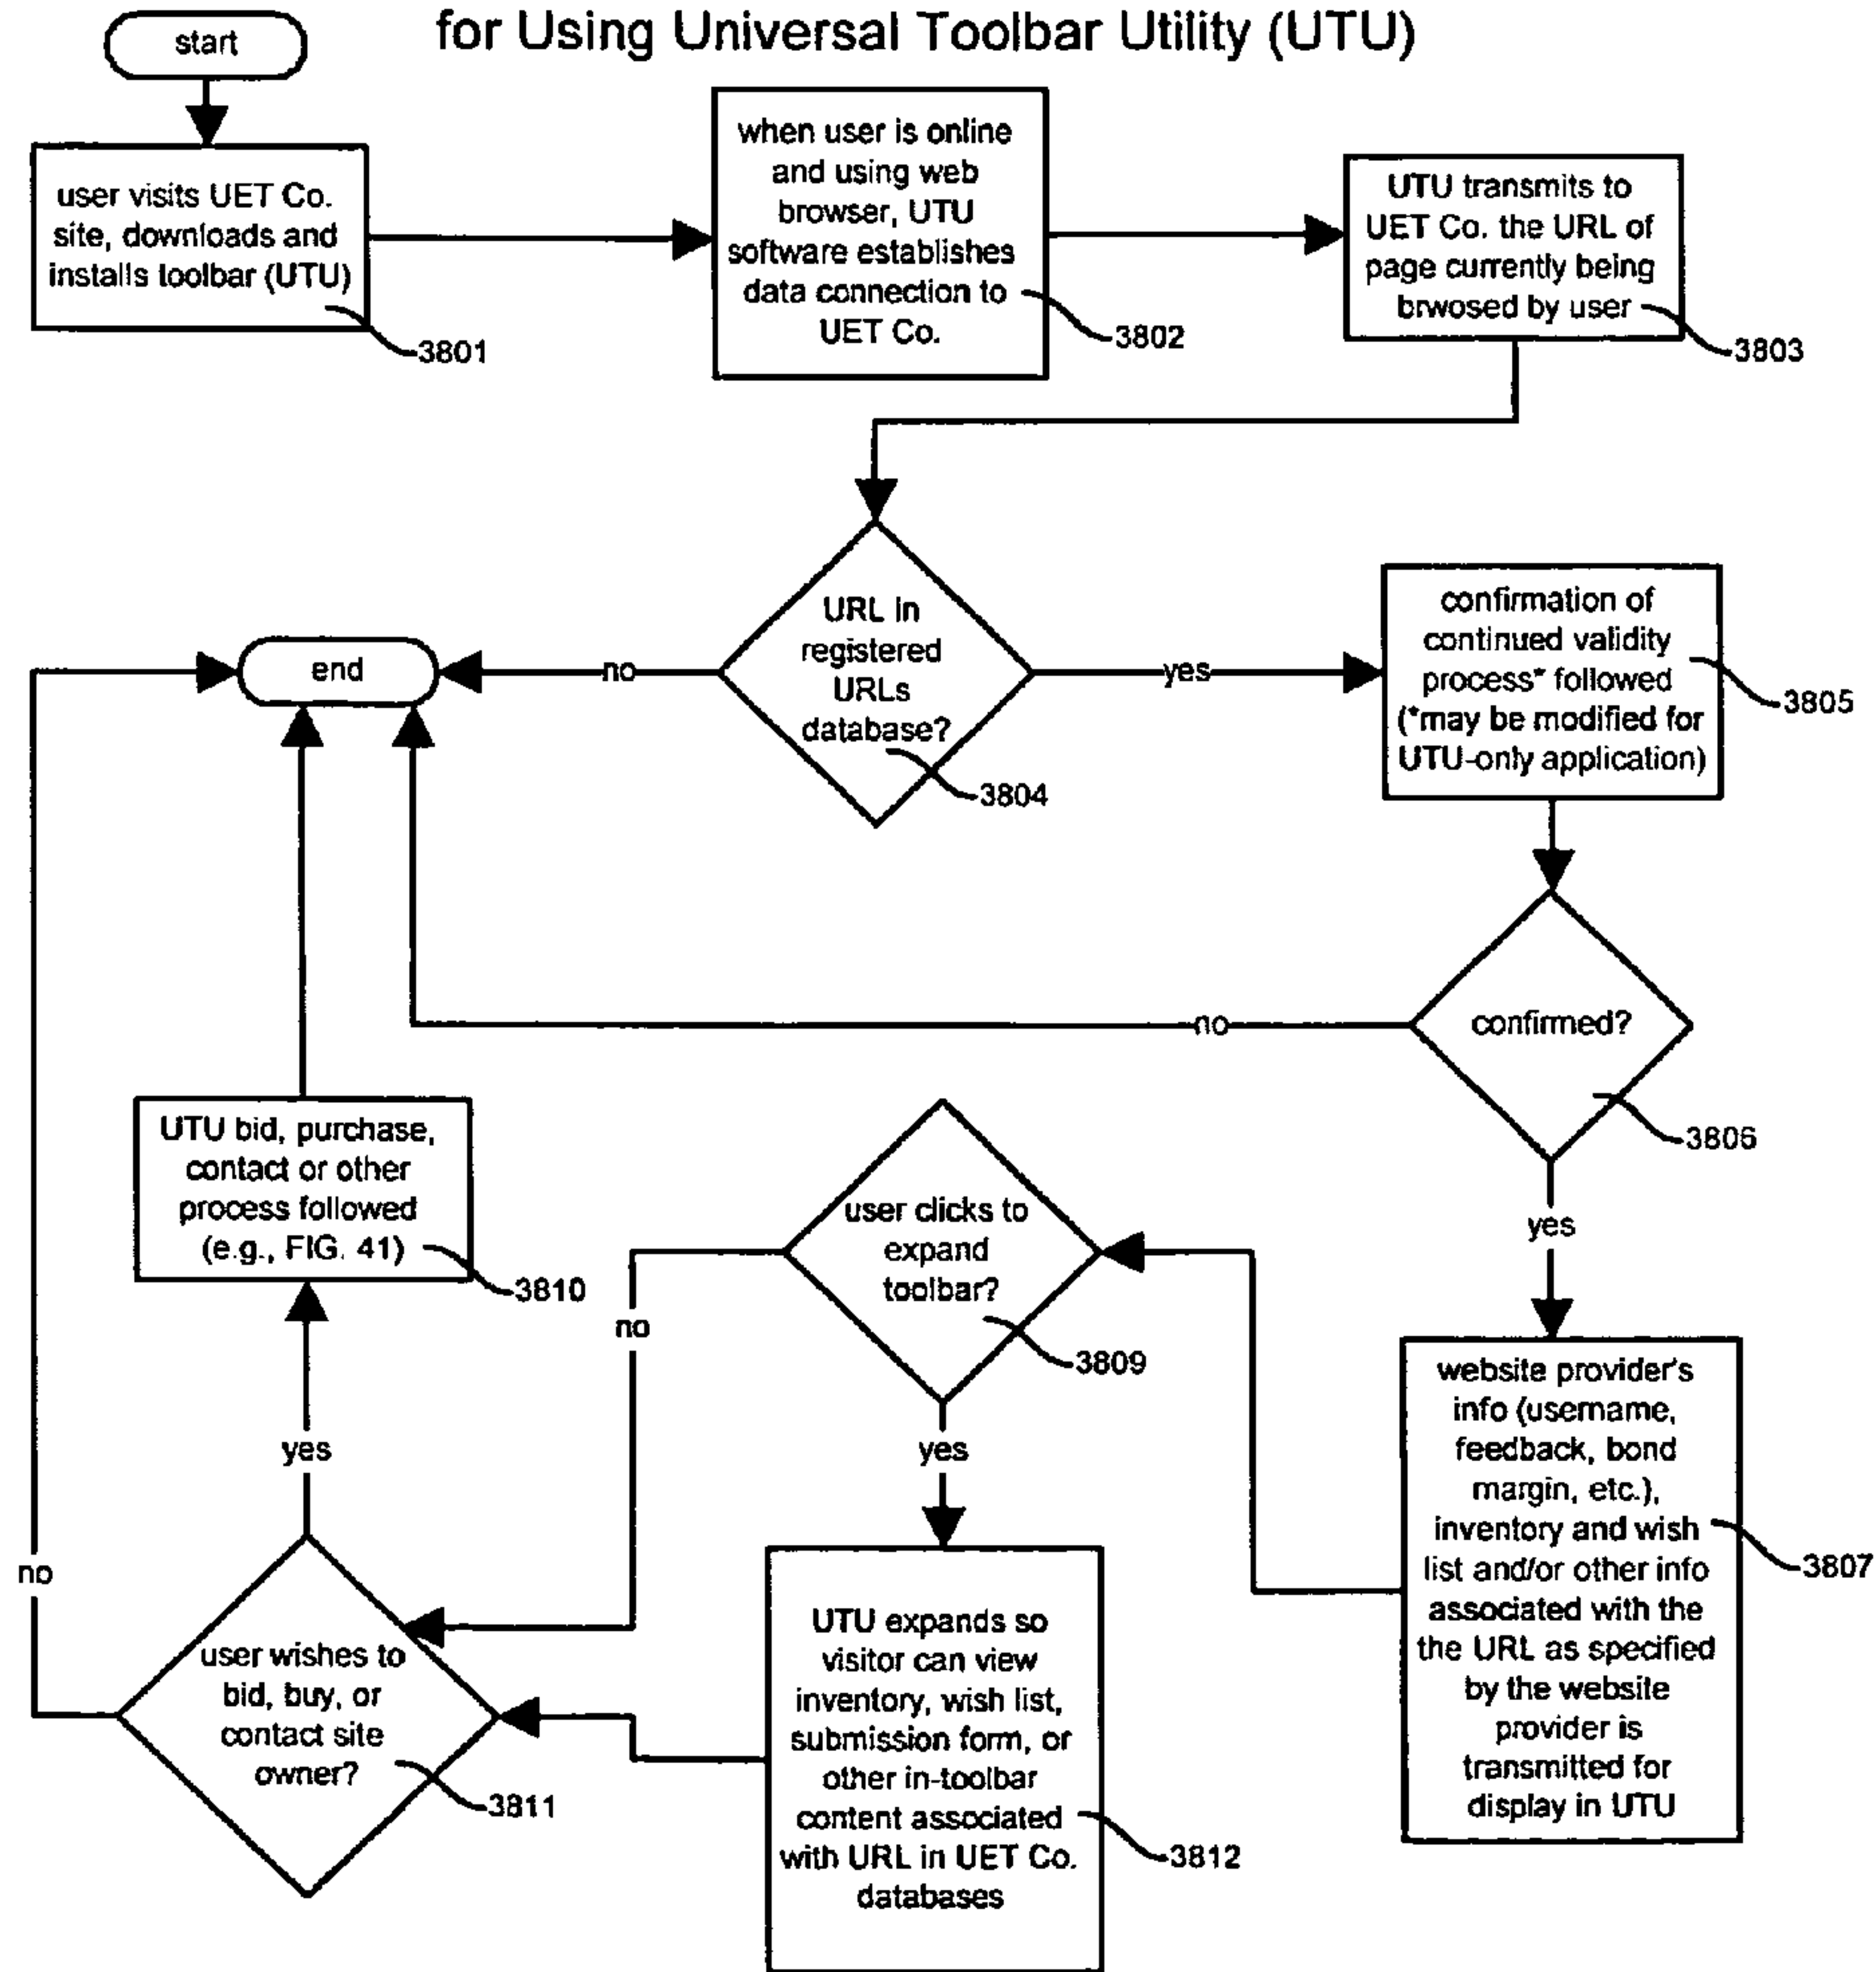 for Using Universal Toolbar Utility (UTU)
start
user visits UET Co.
site, downloads and
installs toolbar (UTU)
3801
when user is online
and using web
browser, UTU
software establishes
data connection to
UET Co.
3802
UTU transmits to
UET Co. the URL of
page currently being
brwosed by user
3803
URL in
registered
URLs
database?
3804
no
yes
end
confirmation of
continued validity
process* followed
(*may be modified for
UTU-only application)
3805
confirmed?
3806
no
yes
website provider's
info (username,
feedback, bond
margin, etc.),
inventory and wish
list and/or other info
associated with the
the URL as specified
by the website
provider is
transmitted for
display in UTU
3807
user clicks to
expand
toolbar?
3809
no
yes
UTU expands so
visitor can view
inventory, wish list,
submission form, or
other in-toolbar
content associated
with URL in UET Co.
databases
3812
user wishes to
bid, buy, or
contact site
owner?
3811
no
yes
UTU bid, purchase,
contact or other
process followed
(e.g., FIG. 41)
3810